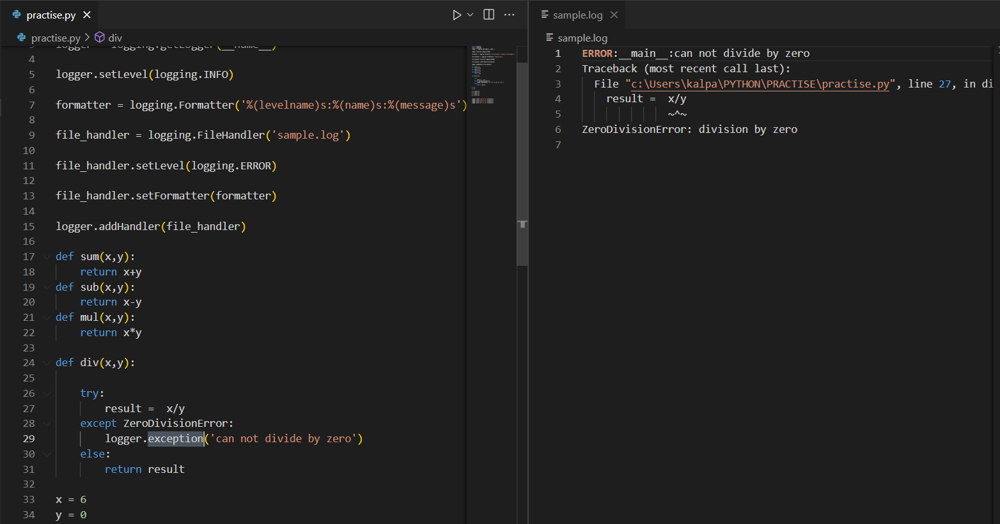 practise.py
practise.py > div
logger = logging.getLogger(__name__)
4
5 logger.setLevel(logging.INFO)
6
7 formatter = logging.Formatter('%(levelname)s:%(name)s:%(message)s')
8
9 file_handler = logging.FileHandler('sample.log')
10
11 file_handler.setLevel(logging.ERROR)
12
13 file_handler.setFormatter(formatter)
14
15 logger.addHandler(file_handler)
16
17 def sum(x,y):
18 return x+y
19 def sub(x,y):
20 return x-y
21 def mul(x,y):
22 return x*y
23
24 def div(x,y):
25
26 try:
27 result =  x/y
28 except ZeroDivisionError:
29 logger.exception('can not divide by zero')
30 else:
31 return result
32
33 x = 6
34 y = 0
sample.log
sample.log
1 ERROR:__main__:can not divide by zero
2 Traceback (most recent call last):
3 File "c:\Users\kalpa\PYTHON\PRACTISE\practise.py", line 27, in di
4 result =  x/y
5 ~^~
6 ZeroDivisionError: division by zero
7